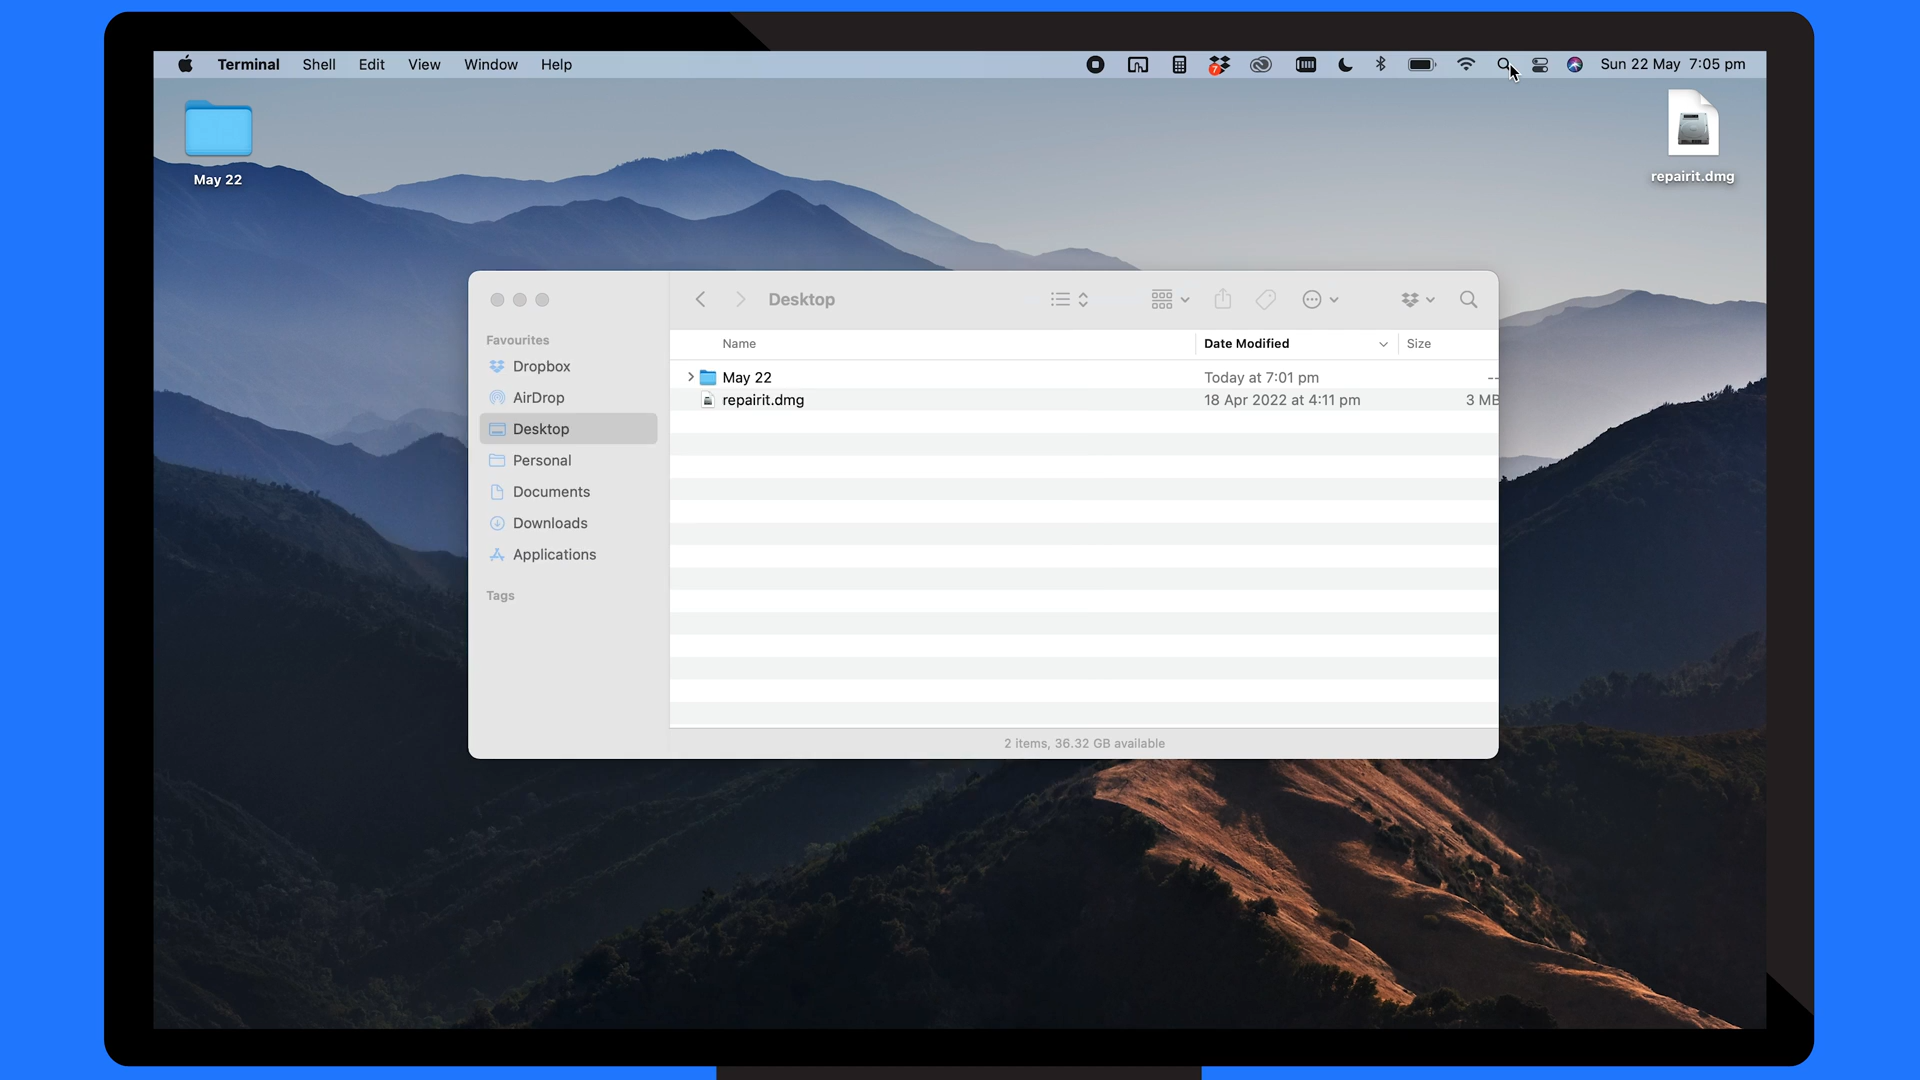 Terminal Shell Edit View Window Help 7 Sun 22 May 7:05 pm
May 22
repairit.dmg
Desktop
Favourites
Dropbox
AirDrop
Desktop
Personal
Documents
Downloads
Applications
Tags
Name Date Modified Size
May 22 Today at 7:01 pm --
repairit.dmg 18 Apr 2022 at 4:11 pm 3 MB
2 items, 36.32 GB available